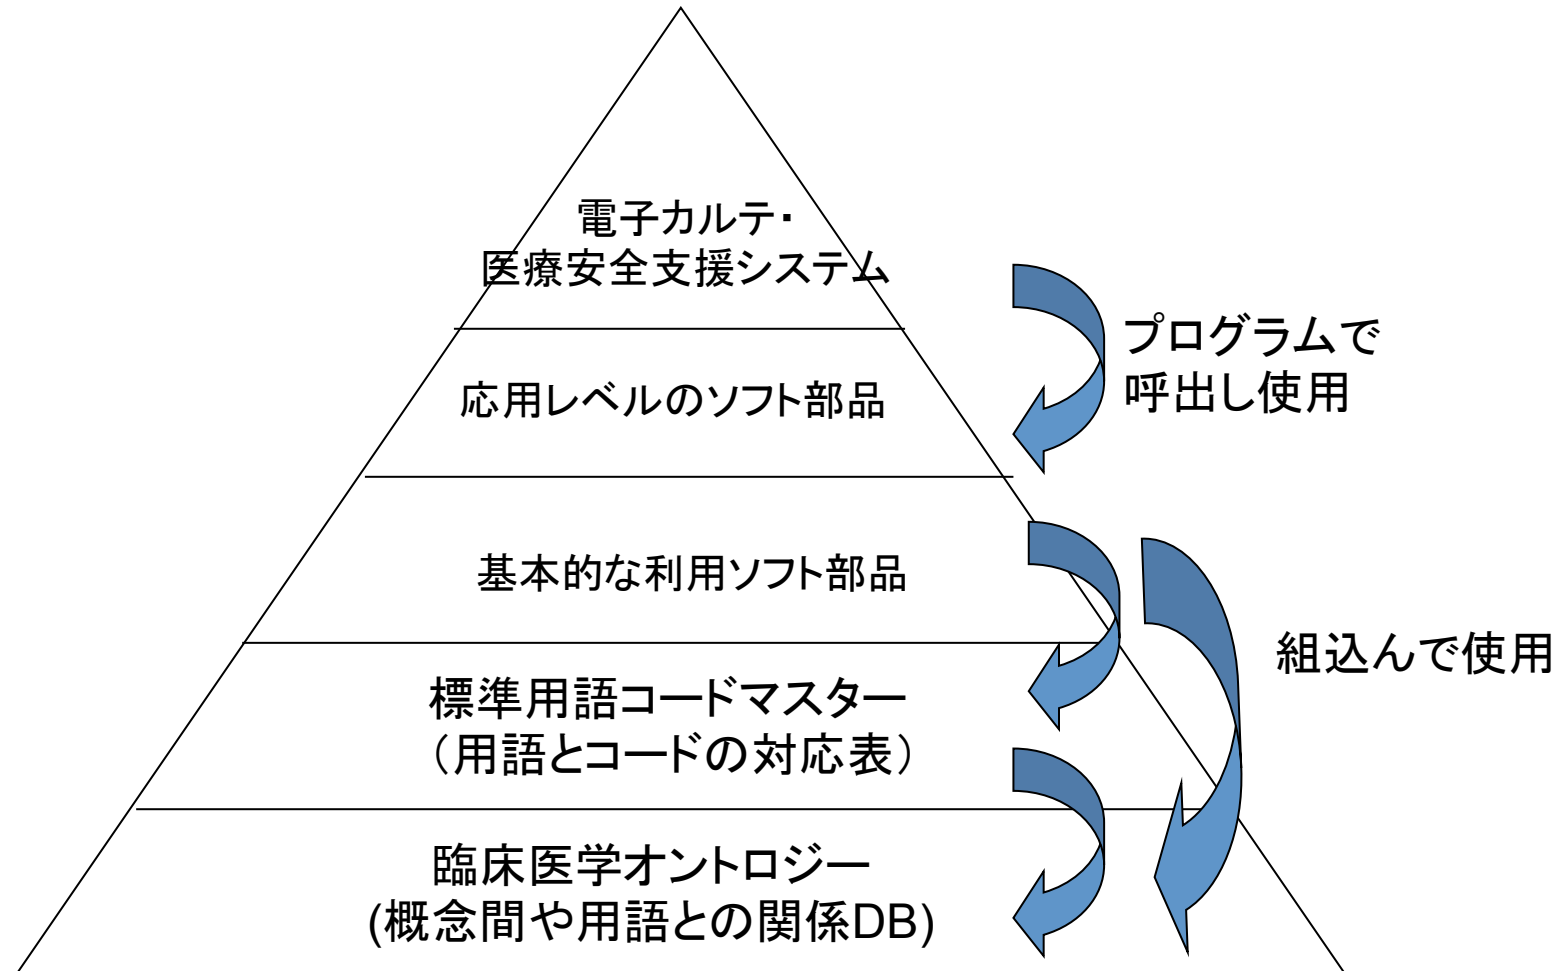 電子カルテ・
医療安全支援システム
プログラムで
呼出し使用
応用レベルのソフト部品
基本的な利用ソフト部品
組込んで使用
標準用語コードマスター
（用語とコードの対応表）
臨床医学オントロジー
(概念間や用語との関係DB)